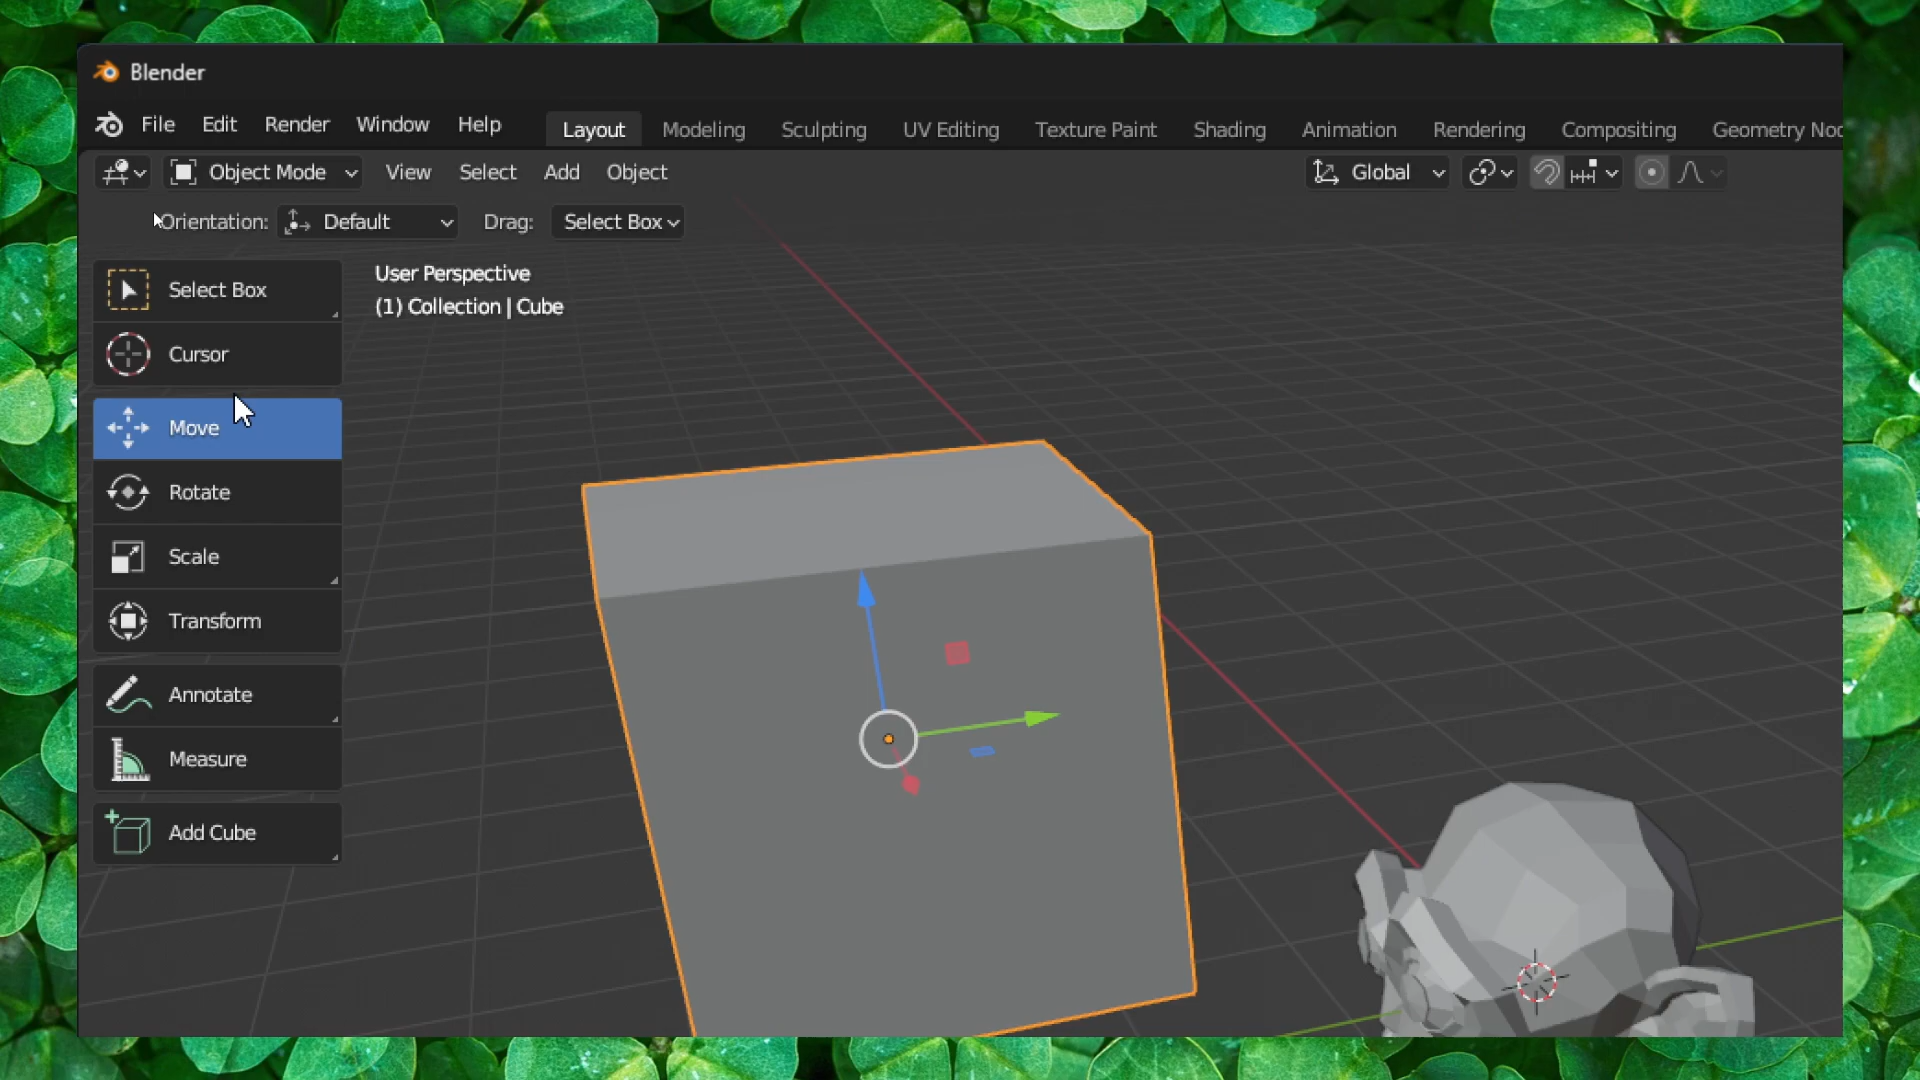 Blender
File Edit Render Window Help Layout Modeling Sculpting UV Editing Texture Paint Shading Animation Rendering Compositing Geometry Noc
Object Mode View Select Add Object Global
Orientation: Default Drag: Select Box
User Perspective
(1) Collection | Cube
Select Box
Cursor
Move
Rotate
Scale
Transform
Annotate
Measure
Add Cube